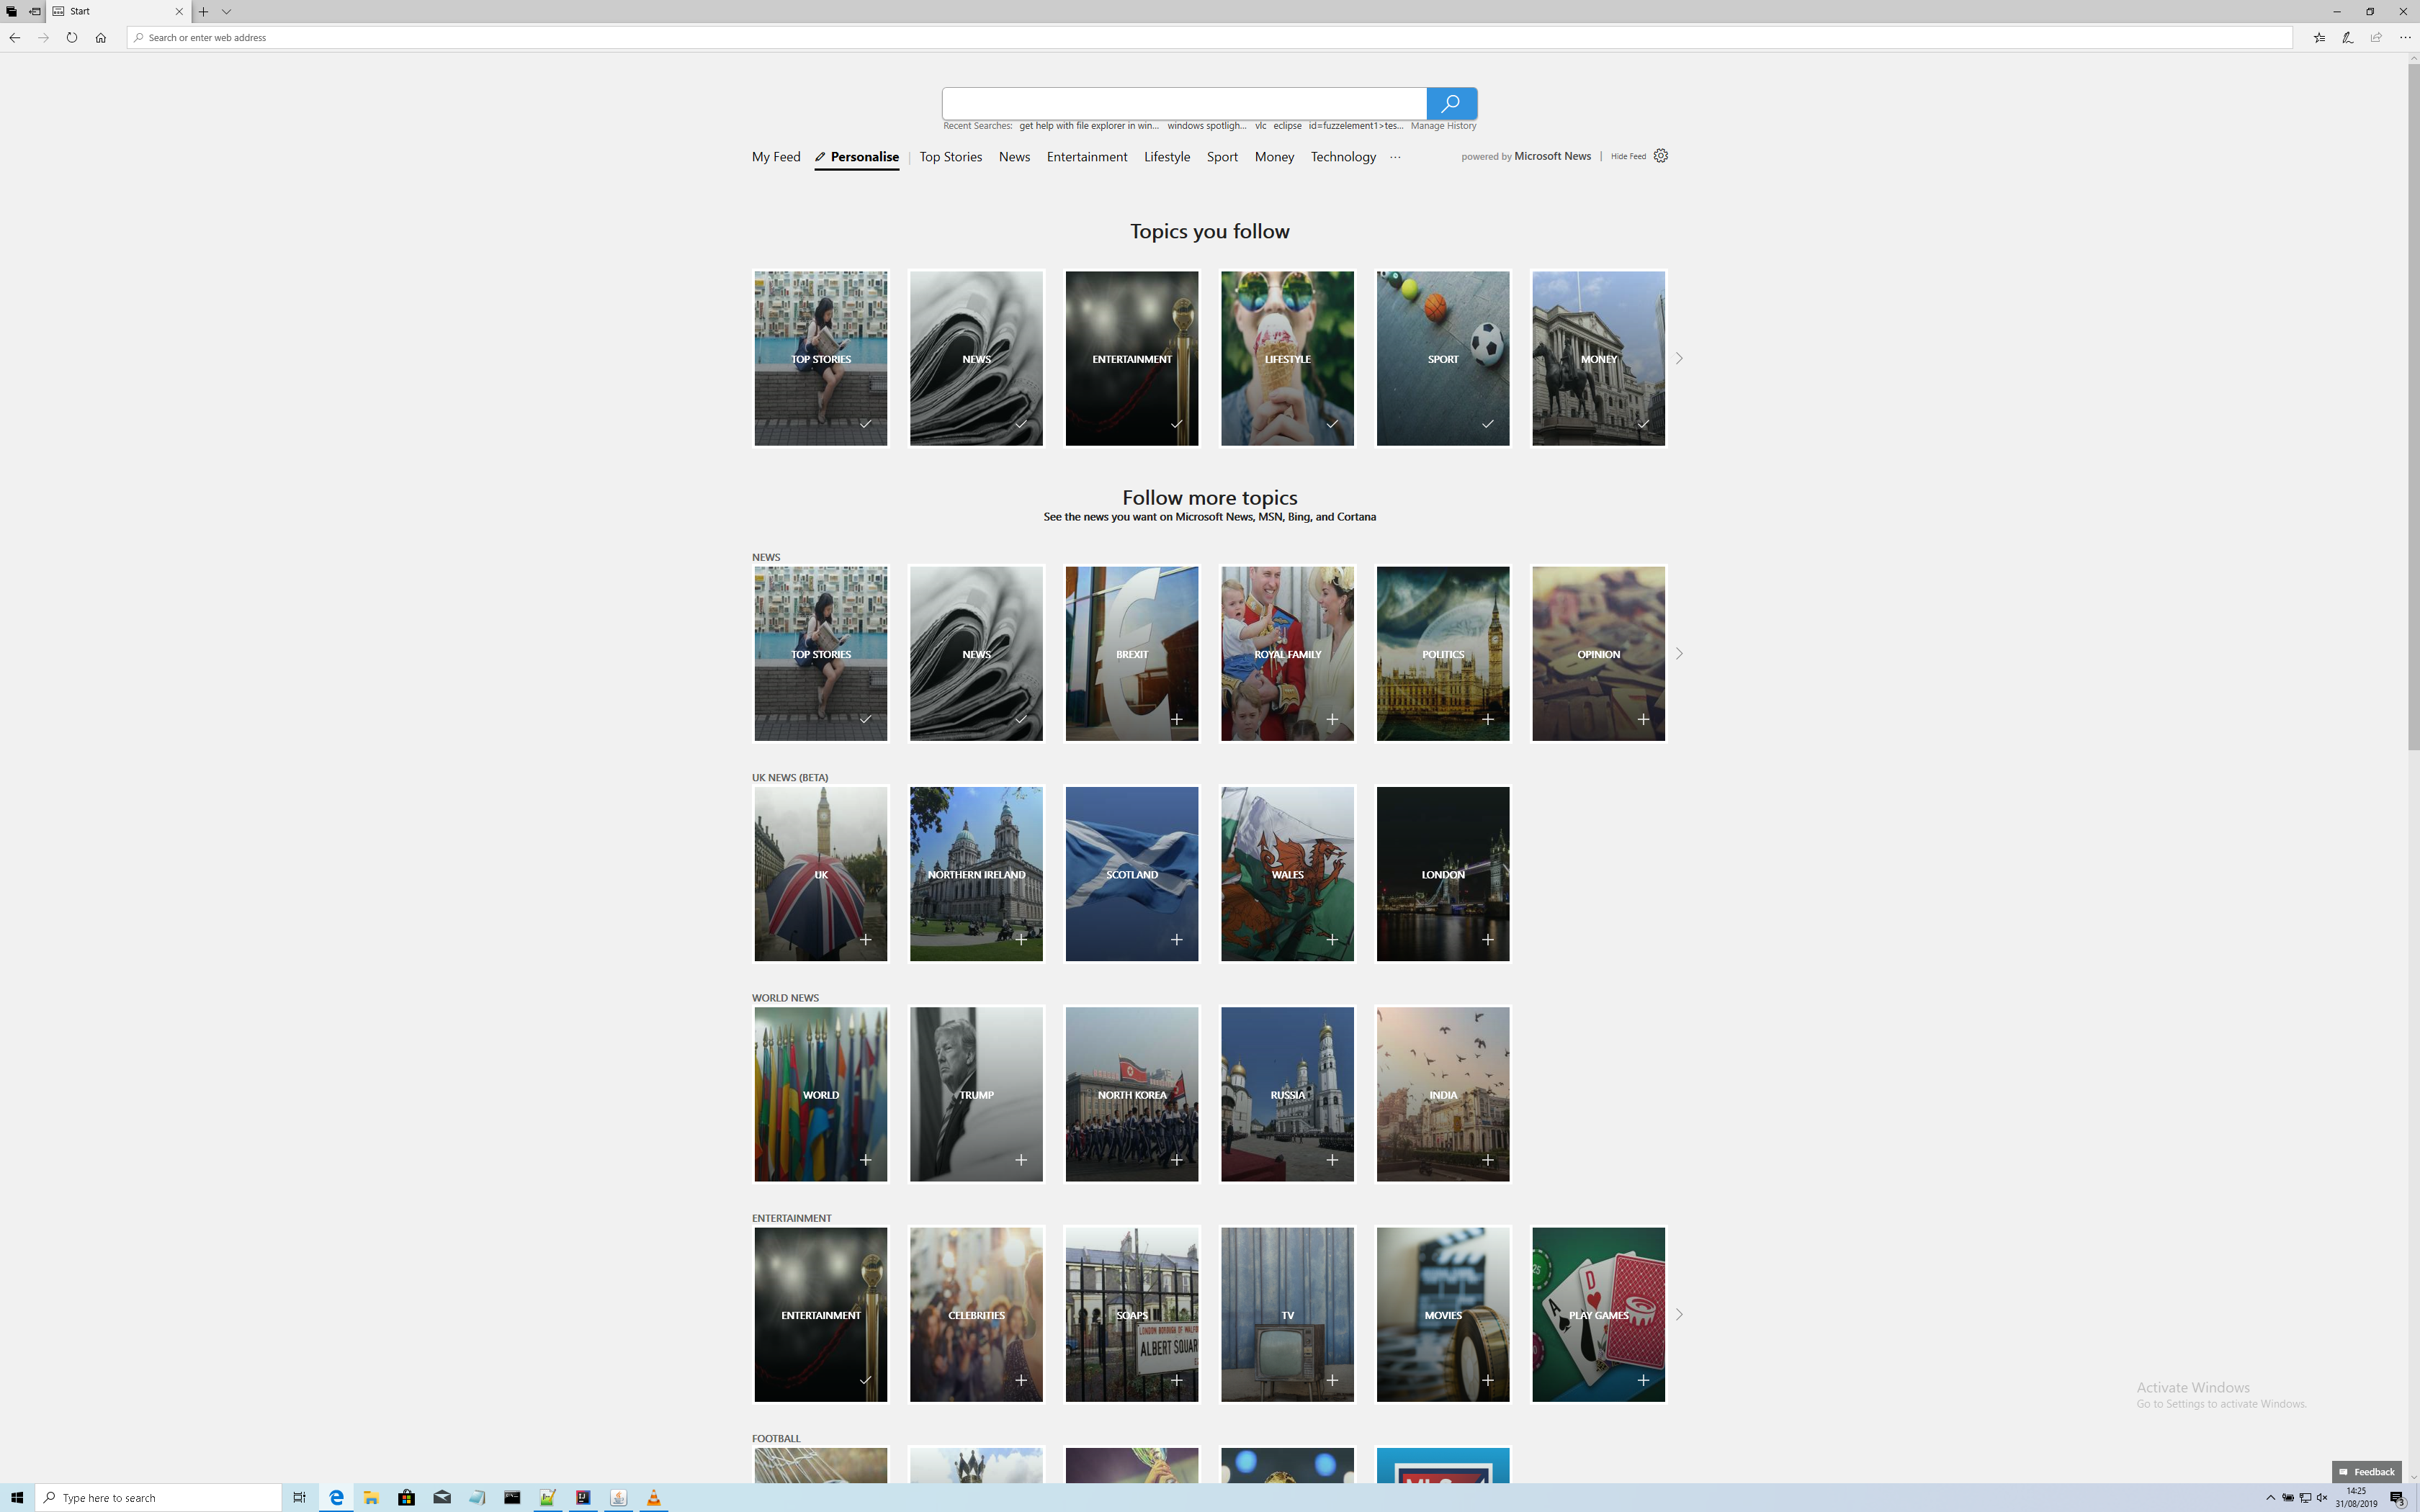 Start
Search or enter web address
Recent Searches: get help with file explorer in win... windows spotligh... vlc eclipse id=fuzzelement1>tes... Manage History
My Feed Personalise Top Stories News Entertainment Lifestyle Sport Money Technology ... powered by Microsoft News | Hide Feed
Topics you follow
TOP STORIES NEWS ENTERTAINMENT LIFESTYLE SPORT MONEY
Follow more topics
See the news you want on Microsoft News, MSN, Bing, and Cortana
NEWS
TOP STORIES NEWS BREXIT ROYAL FAMILY POLITICS OPINION
UK NEWS (BETA)
UK NORTHERN IRELAND SCOTLAND WALES LONDON
WORLD NEWS
WORLD TRUMP NORTH KOREA RUSSIA INDIA
ENTERTAINMENT
25 D A
ENTERTAINMENT CELEBRITIES SOAPS TV MOVIES PLAY GAMES
ALBERT SQUAR
Activate Windows
Go to Settings to activate Windows.
FOOTBALL
Feedback
Type here to search
14:25
31/08/2019
3